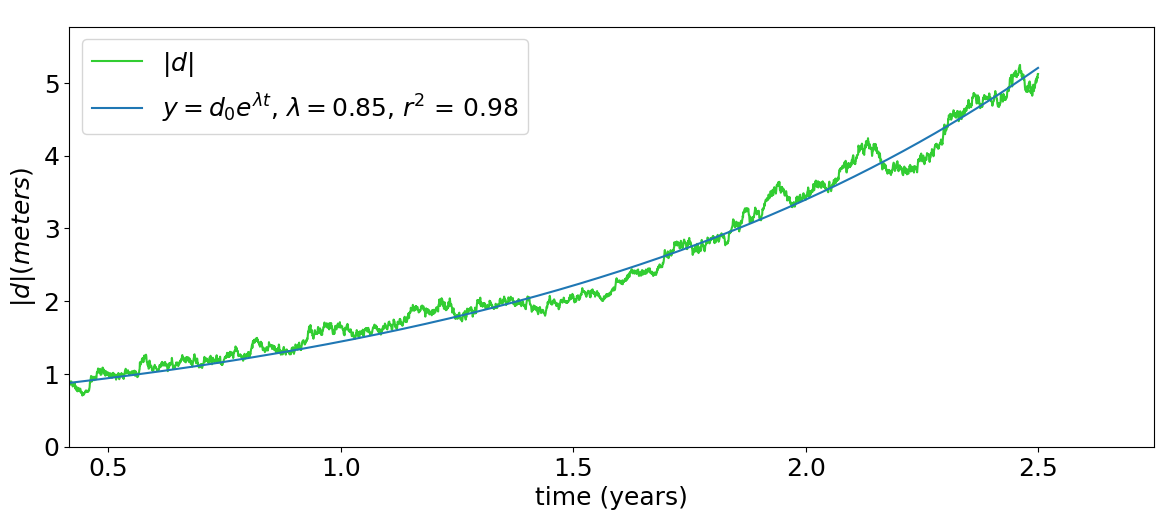 |d|
y = d₀e^{λt}, λ = 0.85, r² = 0.98
|d|(meters)
5
4
3
2
1
0
0.5 1.0 1.5 2.0 2.5
time (years)